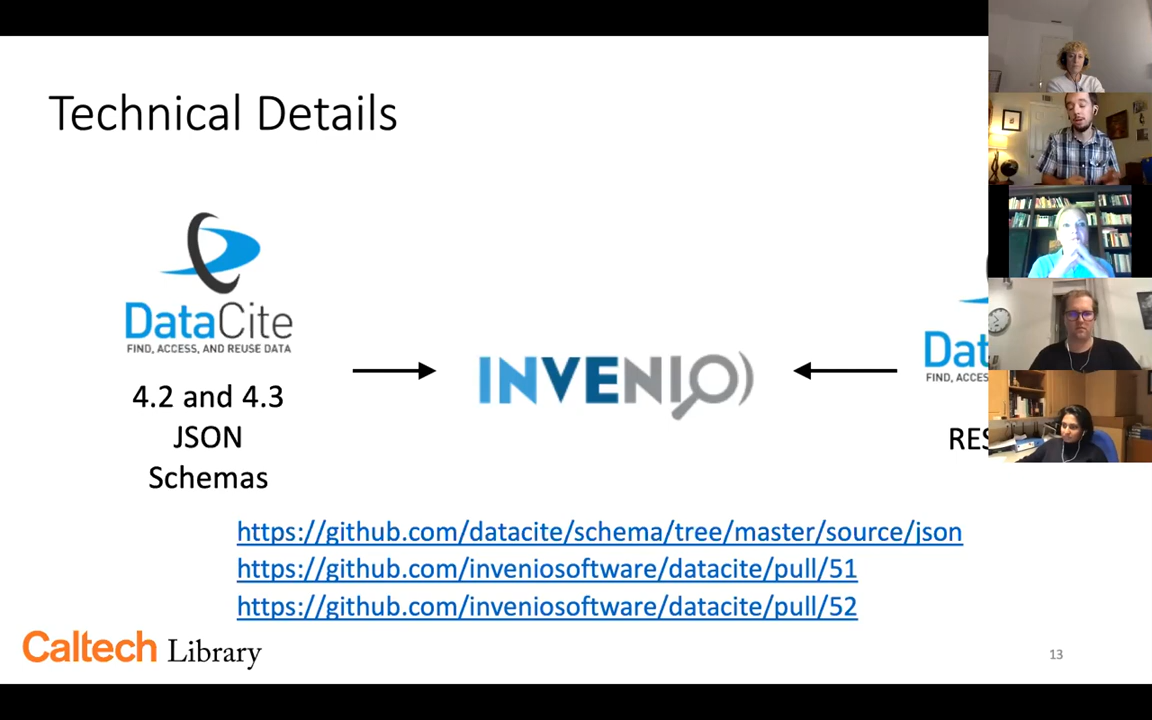 Technical Details
DataCite
FIND, ACCESS, AND REUSE DATA
4.2 and 4.3
JSON
Schemas
INVENIO
Dat
FIND, ACCES
RES
https://github.com/datacite/schema/tree/master/source/json
https://github.com/inveniosoftware/datacite/pull/51
https://github.com/inveniosoftware/datacite/pull/52
Caltech Library
13